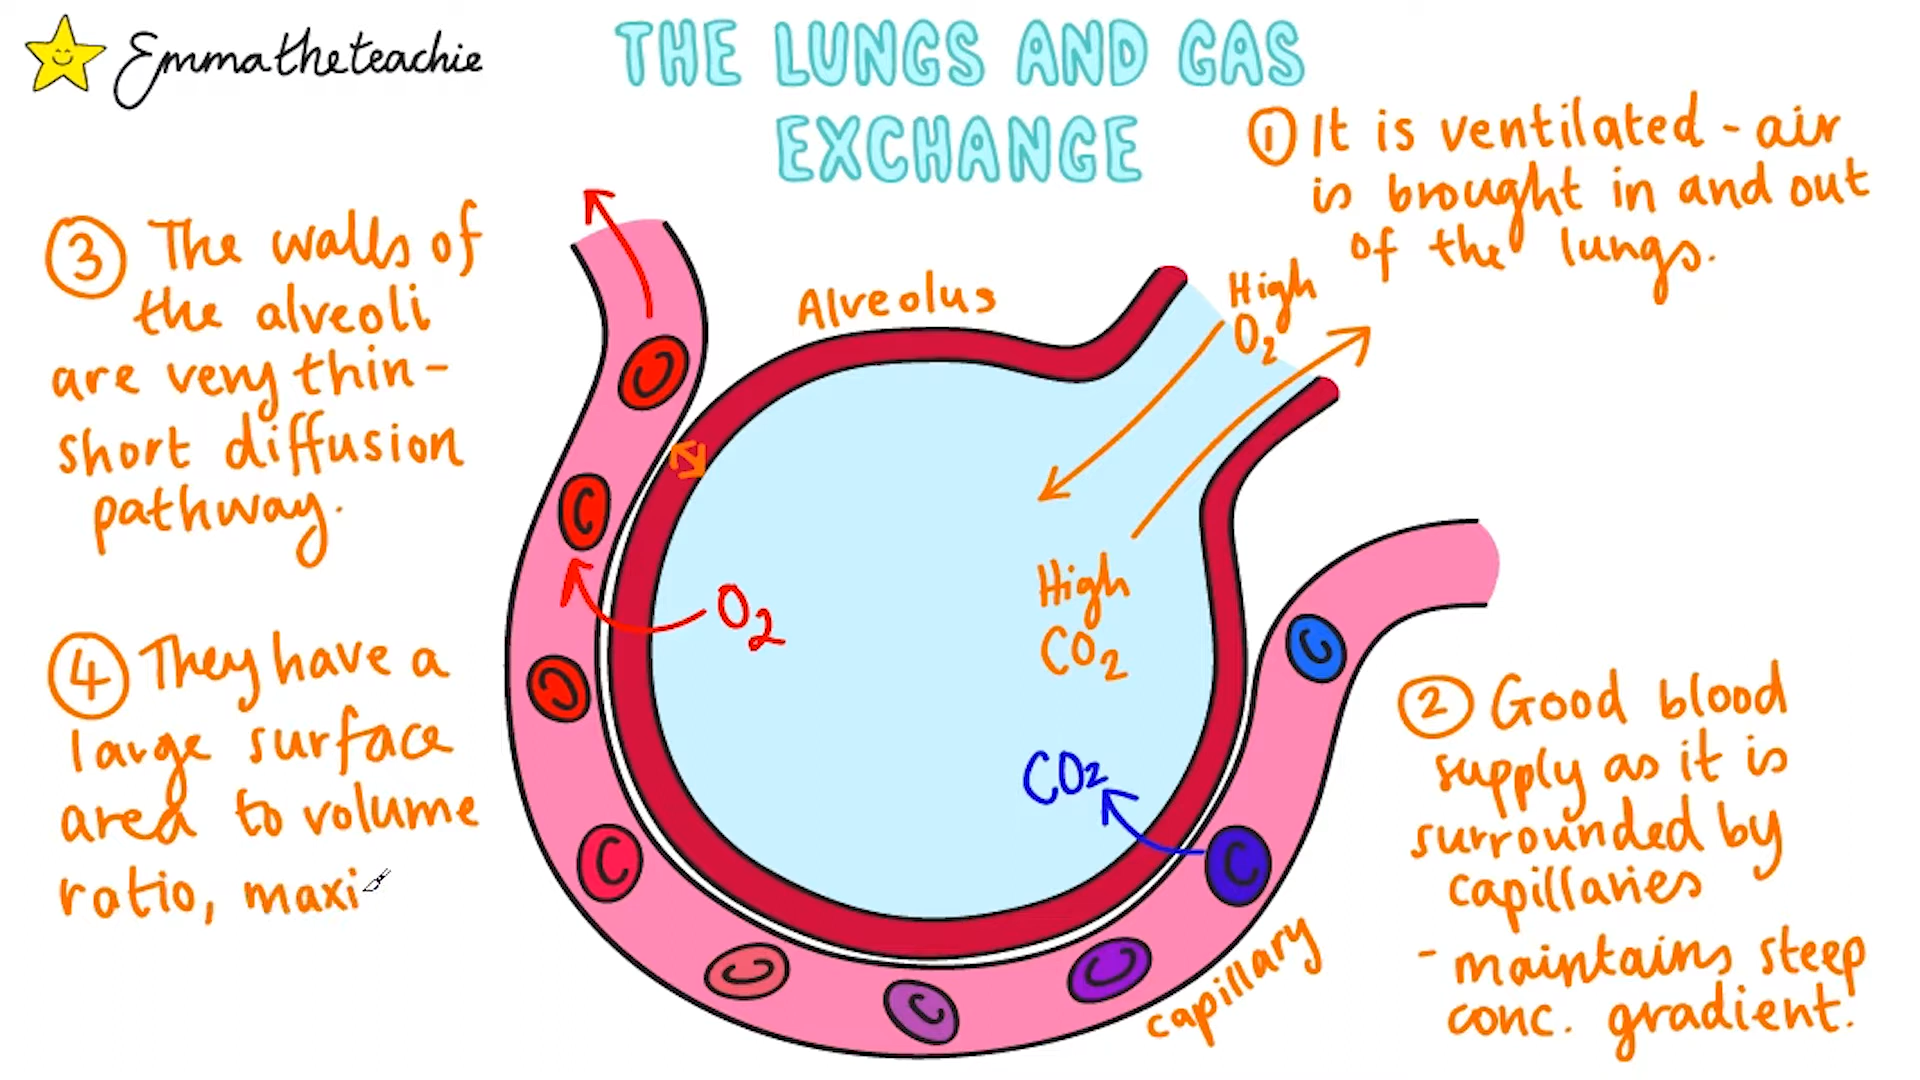 Emmatheteachie
THE LUNGS AND GAS
EXCHANGE
① It is ventilated - air
is brought in and out
of the lungs.
③ The walls of
the alveoli
are very thin -
short diffusion
pathway.
Alveolus
High
O₂
High
CO₂
O₂
CO₂
④ They have a
large surface
area to volume
ratio, maxi
② Good blood
supply as it is
surrounded by
capillaries
- maintains steep
conc. gradient.
capillary